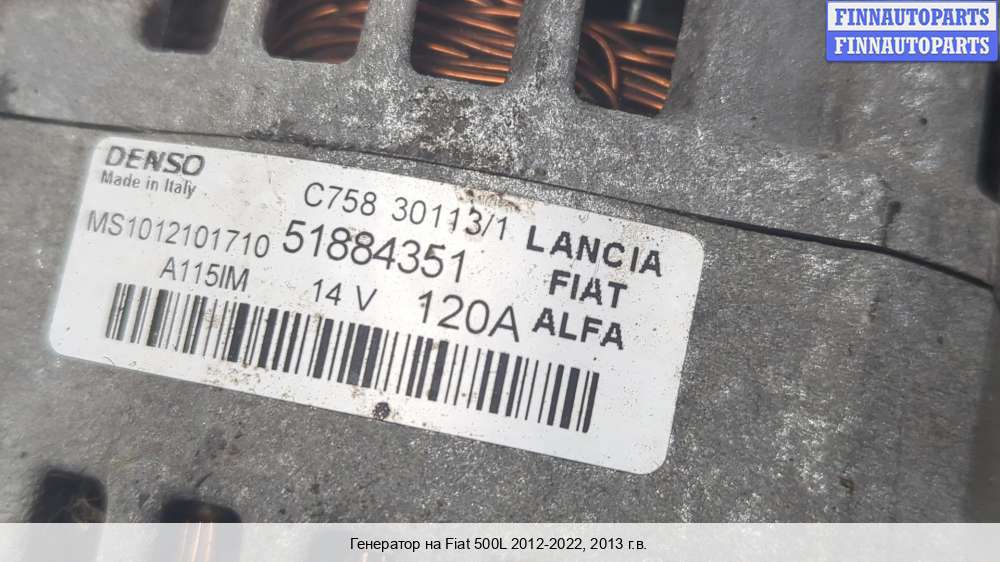 FINNAUTOPARTS
FINNAUTOPARTS
DENSO
Made in Italy
C758 30113/1
MS1012101710 51884351
A115IM 14 V 120A
LANCIA
FIAT
ALFA
Генератор на Fiat 500L 2012-2022, 2013 г.в.